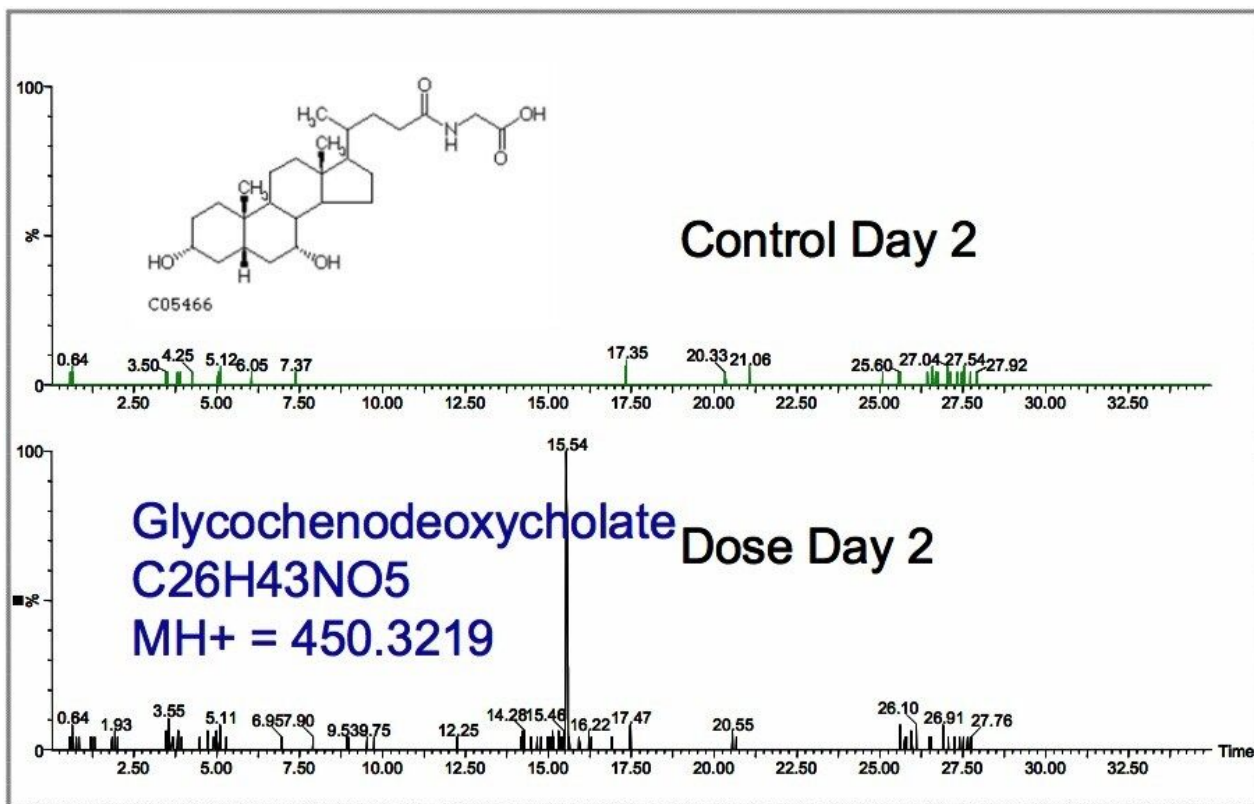 100
%
0
O
H₃C
OH
N
H
O
CH₃
CH₃
HO
H
OH
C05466
Control Day 2
0.64
3.50
4.25
5.12
6.05
7.37
17.35
20.33
21.06
25.60
27.04
27.54
27.92
2.50 5.00 7.50 10.00 12.50 15.00 17.50 20.00 22.50 25.00 27.50 30.00 32.50
100
%
0
15.54
Glycochenodeoxycholate
C26H43NO5
MH+ = 450.3219
Dose Day 2
0.64
1.93
3.55
5.11
6.95
7.90
9.53
9.75
12.25
14.28
15.46
16.22
17.47
20.55
26.10
26.91
27.76
2.50 5.00 7.50 10.00 12.50 15.00 17.50 20.00 22.50 25.00 27.50 30.00 32.50
Time